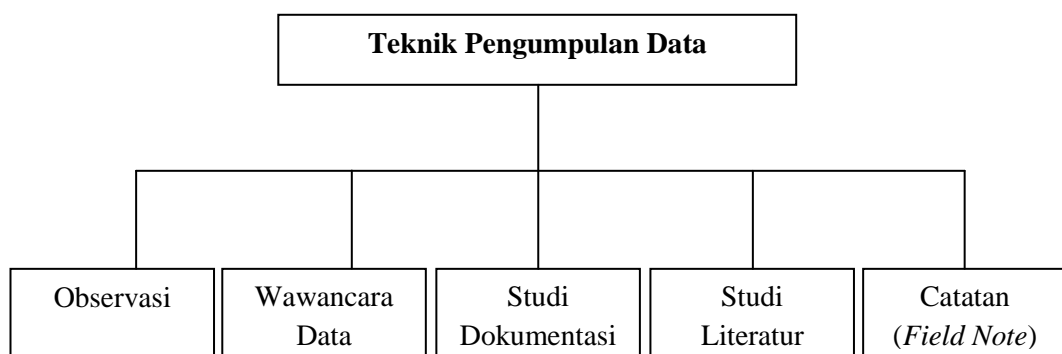 Teknik Pengumpulan Data
Observasi
Wawancara
Data
Studi
Dokumentasi
Studi
Literatur
Catatan
(Field Note)